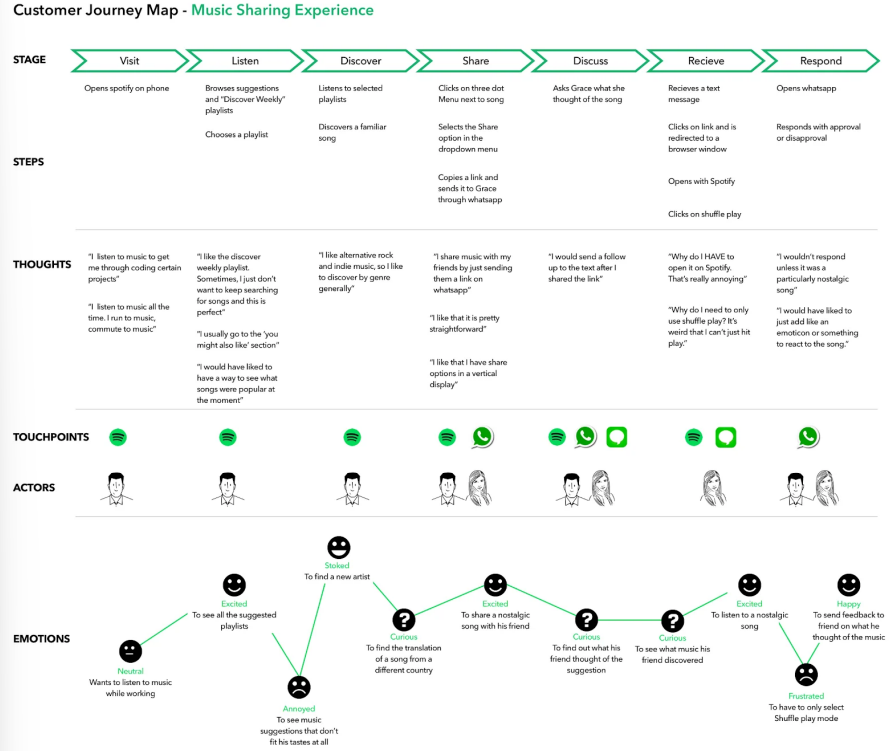 Customer Journey Map - Music Sharing Experience
STAGE
Visit
Listen
Discover
Share
Discuss
Recieve
Respond
STEPS
Opens spotify on phone
Browses suggestions
and "Discover Weekly"
playlists
Chooses a playlist
Listens to selected
playlists
Discovers a familiar
song
Clicks on three dot
Menu next to song
Selects the Share
option in the
dropdown menu
Copies a link and
sends it to Grace
through whatsapp
Asks Grace what she
thought of the song
Recieves a text
message
Clicks on link and is
redirected to a
browser window
Opens with Spotify
Clicks on shuffle play
Opens whatsapp
Responds with approval
or disapproval
THOUGHTS
"I listen to music to get
me through coding certain
projects"
"I listen to music all the
time. I run to music,
commute to music"
"I like the discover
weekly playlist.
Sometimes, I just don't
want to keep searching
for songs and this is
perfect"
"I usually go to the 'you
might also like' section"
"I would have liked to
have a way to see what
songs were popular at
the moment"
"I like alternative rock
and indie music, so I like
to discover by genre
generally"
"I share music with my
friends by just sending
them a link on
whatsapp"
"I like that it is pretty
straightforward"
"I like that I have share
options in a vertical
display"
"I would send a follow
up to the text after I
shared the link"
"Why do I HAVE to
open it on Spotify.
That's really annoying"
"Why do I need to only
use shuffle play? It's
weird that I can't just hit
play."
"I wouldn't respond
unless it was a
particularly nostalgic
song"
"I would have liked to
just add like an
emoticon or something
to react to the song."
TOUCHPOINTS
ACTORS
EMOTIONS
Neutral
Wants to listen to music
while working
Excited
To see all the suggested
playlists
Annoyed
To see music
suggestions that don't
fit his tastes at all
Stoked
To find a new artist
Curious
To find the translation
of a song from a
different country
Excited
To share a nostalgic
song with his friend
Curious
To find out what his
friend thought of the
suggestion
Curious
To see what music his
friend discovered
Excited
To listen to a nostalgic
song
Frustrated
To have to only select
Shuffle play mode
Happy
To send feedback to
friend on what he
thought of the music